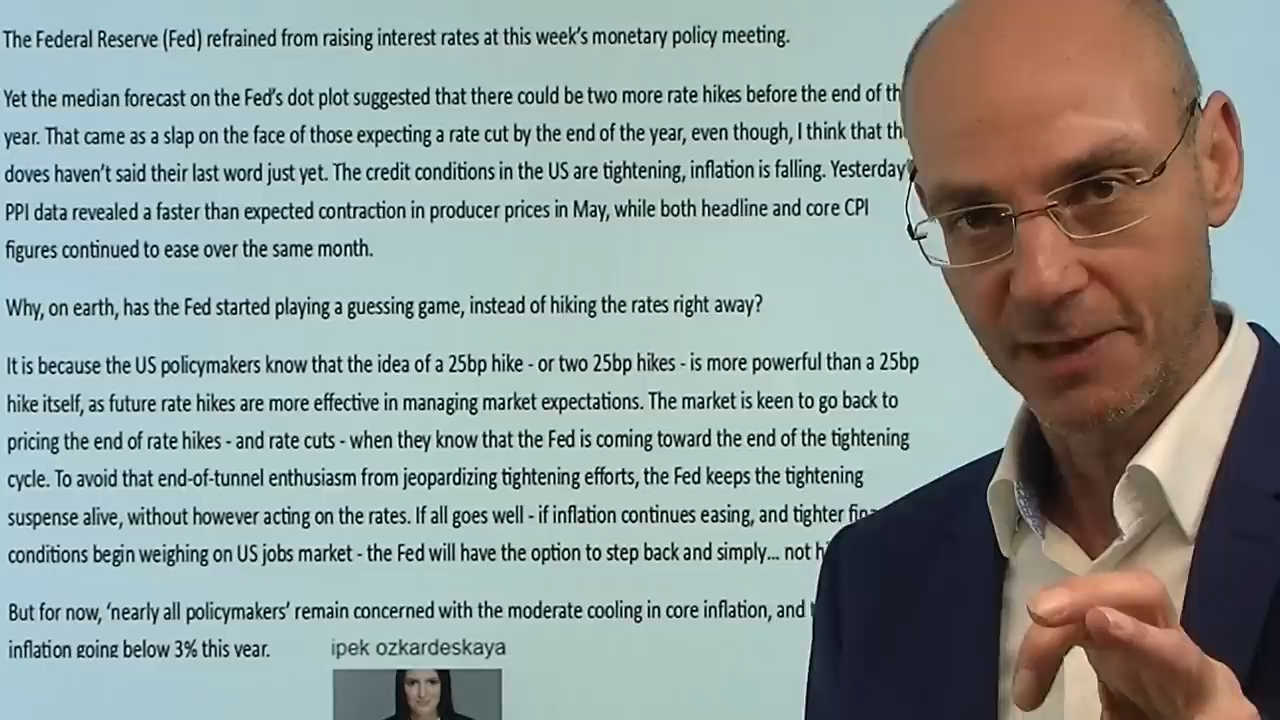 The Federal Reserve (Fed) refrained from raising interest rates at this week's monetary policy meeting.
Yet the median forecast on the Fed's dot plot suggested that there could be two more rate hikes before the end of
year. That came as a slap on the face of those expecting a rate cut by the end of the year, even though, I think that
doves haven't said their last word just yet. The credit conditions in the US are tightening, inflation is falling. Yesterday
PPI data revealed a faster than expected contraction in producer prices in May, while both headline and core CPI
figures continued to ease over the same month.
Why, on earth, has the Fed started playing a guessing game, instead of hiking the rates right away?
It is because the US policymakers know that the idea of a 25bp hike - or two 25bp hikes - is more powerful than a 25bp
hike itself, as future rate hikes are more effective in managing market expectations. The market is keen to go back to
pricing the end of rate hikes - and rate cuts - when they know that the Fed is coming toward the end of the tightening
cycle. To avoid that end-of-tunnel enthusiasm from jeopardizing tightening efforts, the Fed keeps the tightening
suspense alive, without however acting on the rates. If all goes well - if inflation continues easing, and tighter
conditions begin weighing on US jobs market - the Fed will have the option to step back and simply... not
But for now, 'nearly all policymakers' remain concerned with the moderate cooling in core inflation, and
inflation going below 3% this year.
ipek ozkardeskaya